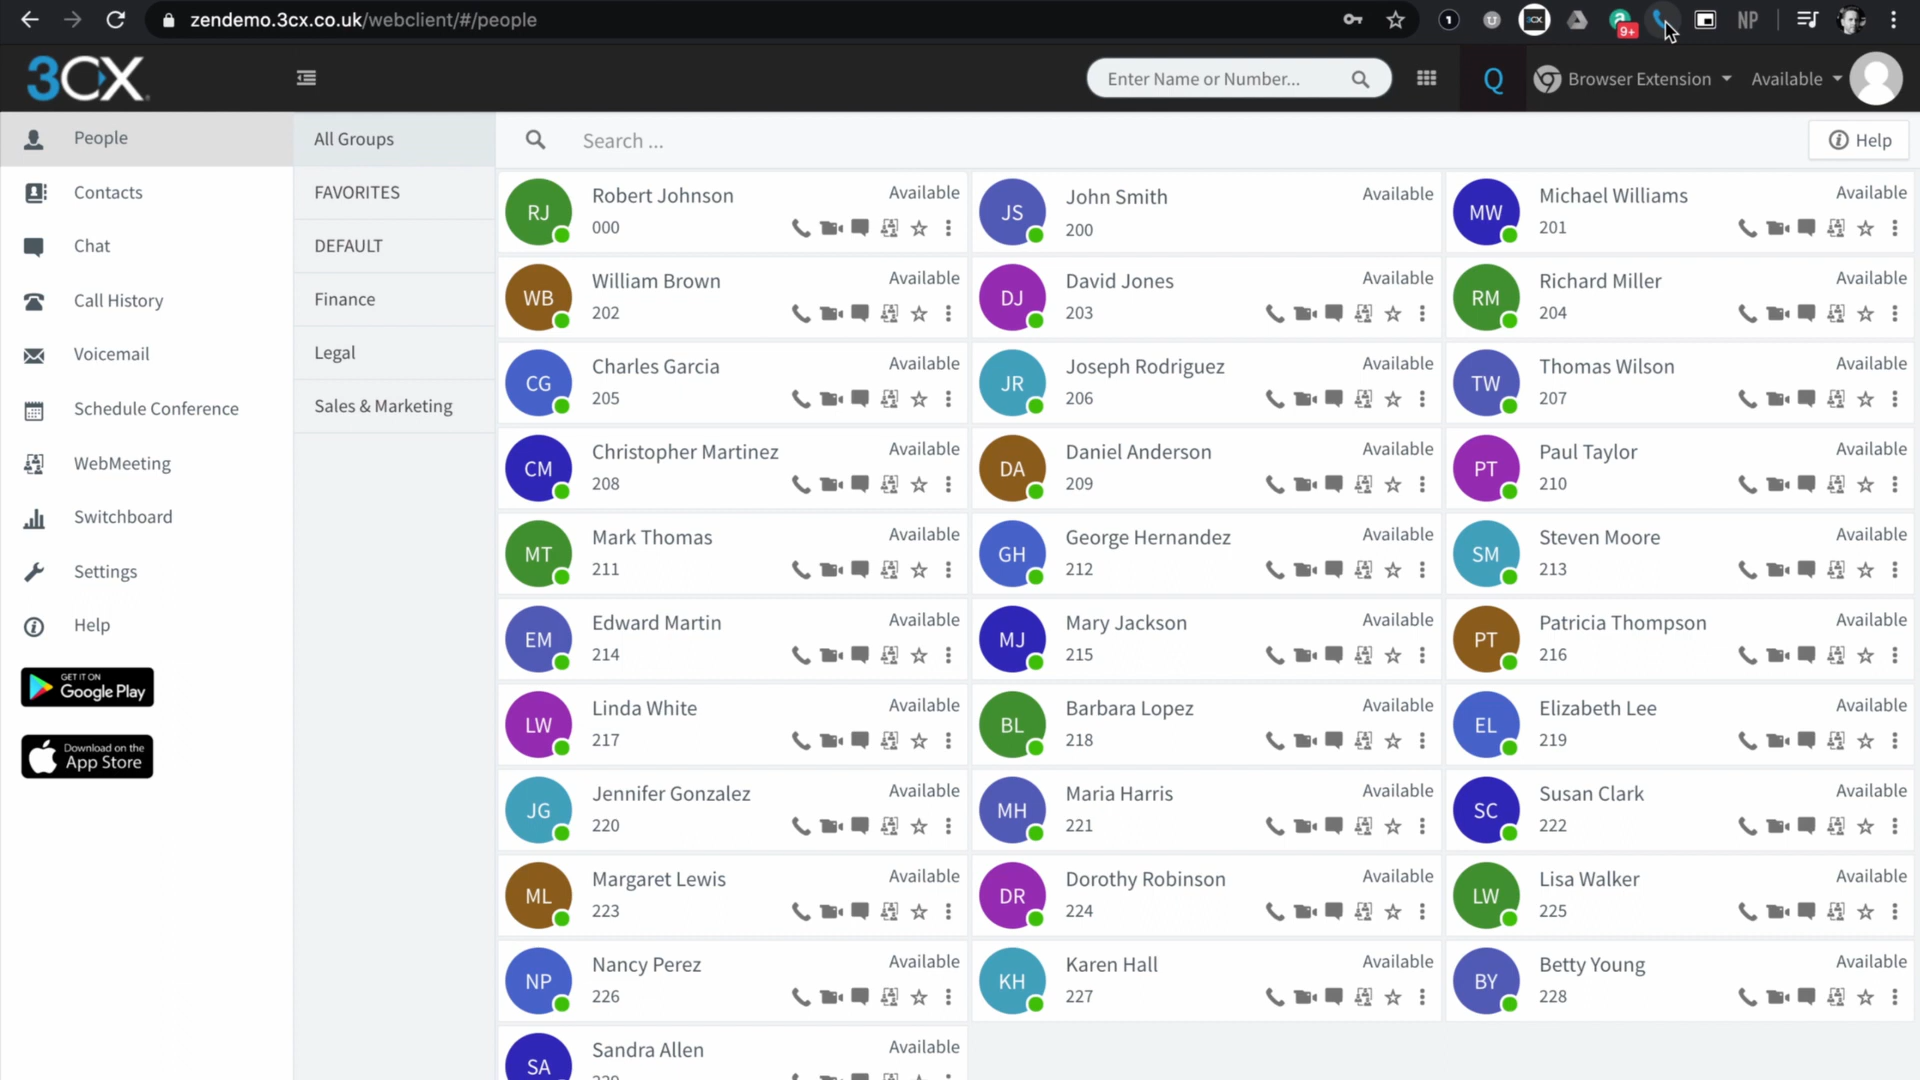 zendemo.3cx.co.uk/webclient/#/people
1
U
3CX
a
9+
NP
3CX
Enter Name or Number...
Q
Browser Extension
Available
People
Contacts
Chat
Call History
Voicemail
Schedule Conference
WebMeeting
Switchboard
Settings
Help
GET IT ON
Google Play
Download on the
App Store
All Groups
FAVORITES
DEFAULT
Finance
Legal
Sales & Marketing
Search ...
Help
RJ
Robert Johnson
Available
000
JS
John Smith
Available
200
MW
Michael Williams
Available
201
WB
William Brown
Available
202
DJ
David Jones
Available
203
RM
Richard Miller
Available
204
CG
Charles Garcia
Available
205
JR
Joseph Rodriguez
Available
206
TW
Thomas Wilson
Available
207
CM
Christopher Martinez
Available
208
DA
Daniel Anderson
Available
209
PT
Paul Taylor
Available
210
MT
Mark Thomas
Available
211
GH
George Hernandez
Available
212
SM
Steven Moore
Available
213
EM
Edward Martin
Available
214
MJ
Mary Jackson
Available
215
PT
Patricia Thompson
Available
216
LW
Linda White
Available
217
BL
Barbara Lopez
Available
218
EL
Elizabeth Lee
Available
219
JG
Jennifer Gonzalez
Available
220
MH
Maria Harris
Available
221
SC
Susan Clark
Available
222
ML
Margaret Lewis
Available
223
DR
Dorothy Robinson
Available
224
LW
Lisa Walker
Available
225
NP
Nancy Perez
Available
226
KH
Karen Hall
Available
227
BY
Betty Young
Available
228
SA
Sandra Allen
Available